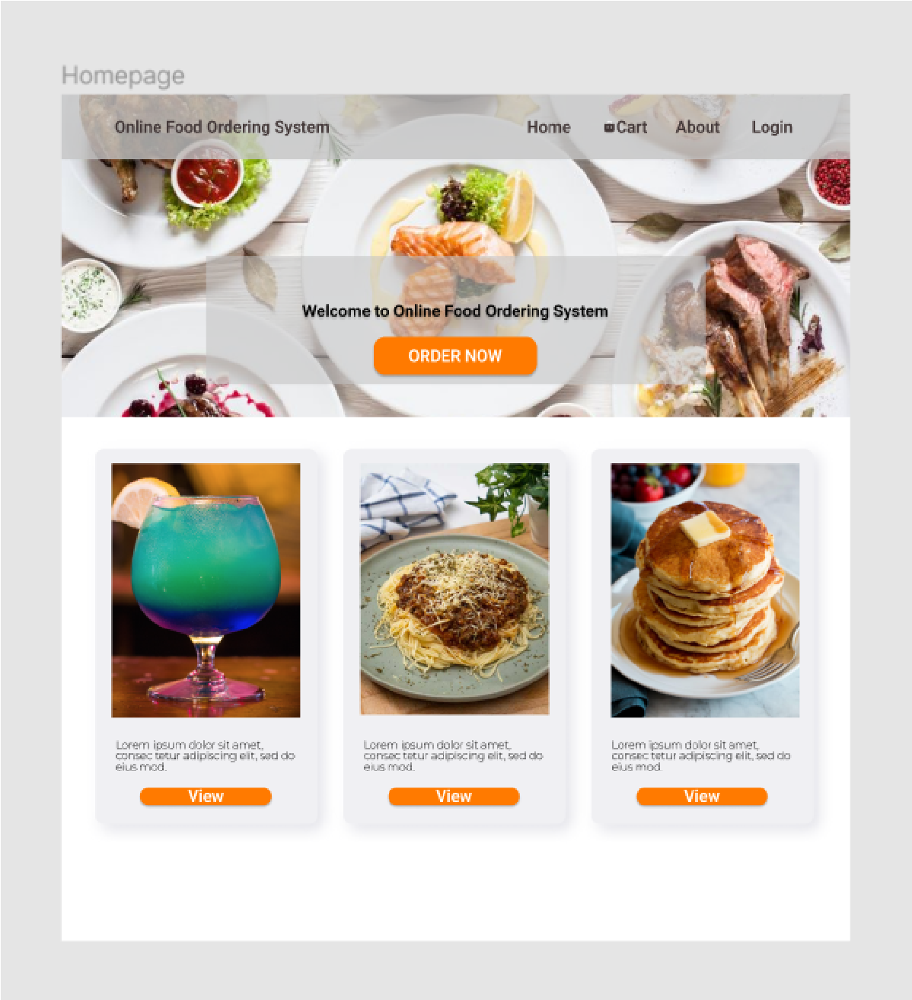 Homepage
Online Food Ordering System
Home Cart About Login
Welcome to Online Food Ordering System
ORDER NOW
Lorem ipsum dolor sit amet,
consec tetur adipiscing elit, sed do
eius mod.
View
Lorem ipsum dolor sit amet,
consec tetur adipiscing elit, sed do
eius mod.
View
Lorem ipsum dolor sit amet,
consec tetur adipiscing elit, sed do
eius mod.
View